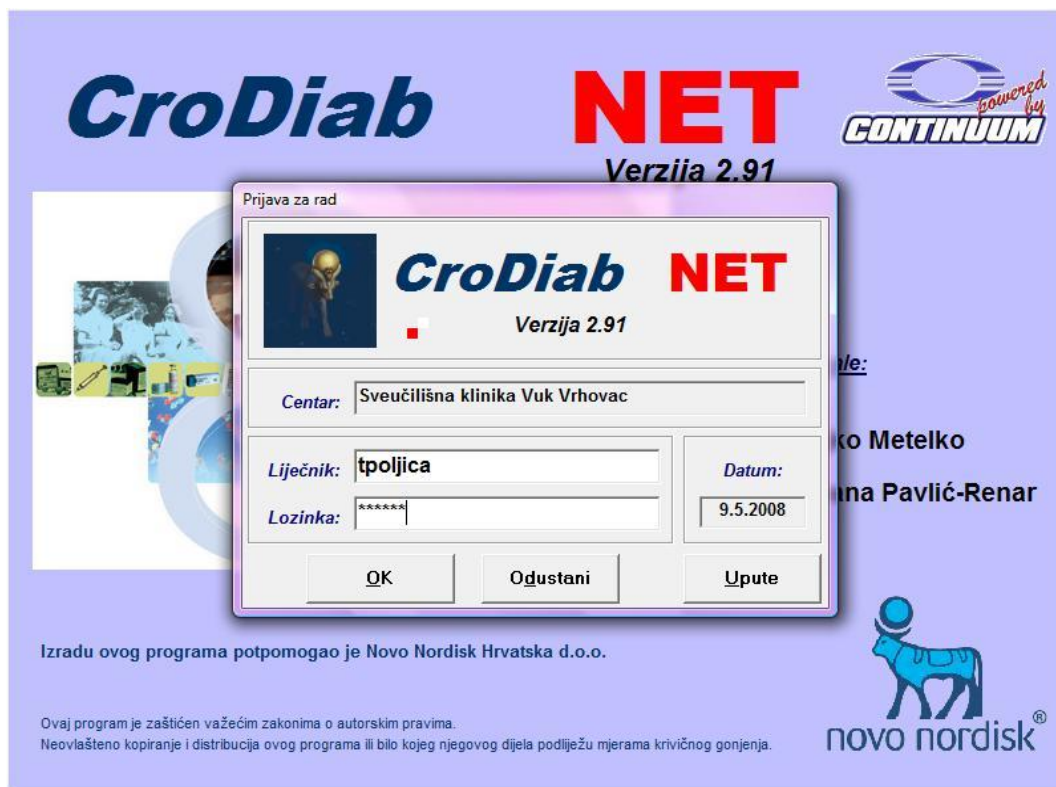 CroDiab NET
powered by
CONTINUUM
Verzija 2.91
Prijava za rad
CroDiab NET
Verzija 2.91
Centar: Sveučilišna klinika Vuk Vrhovac
Liječnik: tpoljica
Datum:
Lozinka: ******
9.5.2008
OK Odustani Upute
Metelko
Pavlić-Renar
Izradu ovog programa potpomogao je Novo Nordisk Hrvatska d.o.o.
Ovaj program je zaštićen važećim zakonima o autorskim pravima.
Neovlašteno kopiranje i distribucija ovog programa ili bilo kojeg njegovog dijela podliježu mjerama krivičnog gonjenja.
novo nordisk®